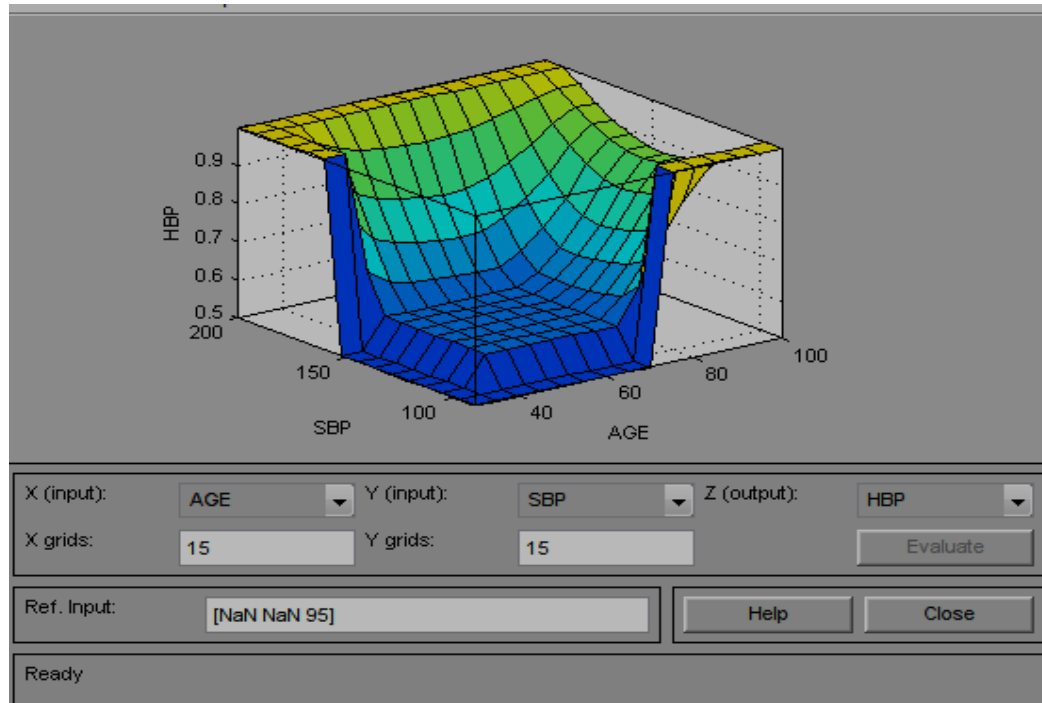 HBP
0.9
0.8
0.7
0.6
0.5
200
150
100
SBP
40
60
80
100
AGE
X (input): AGE Y (input): SBP Z (output): HBP
X grids: 15 Y grids: 15 Evaluate
Ref. Input: [NaN NaN 95] Help Close
Ready